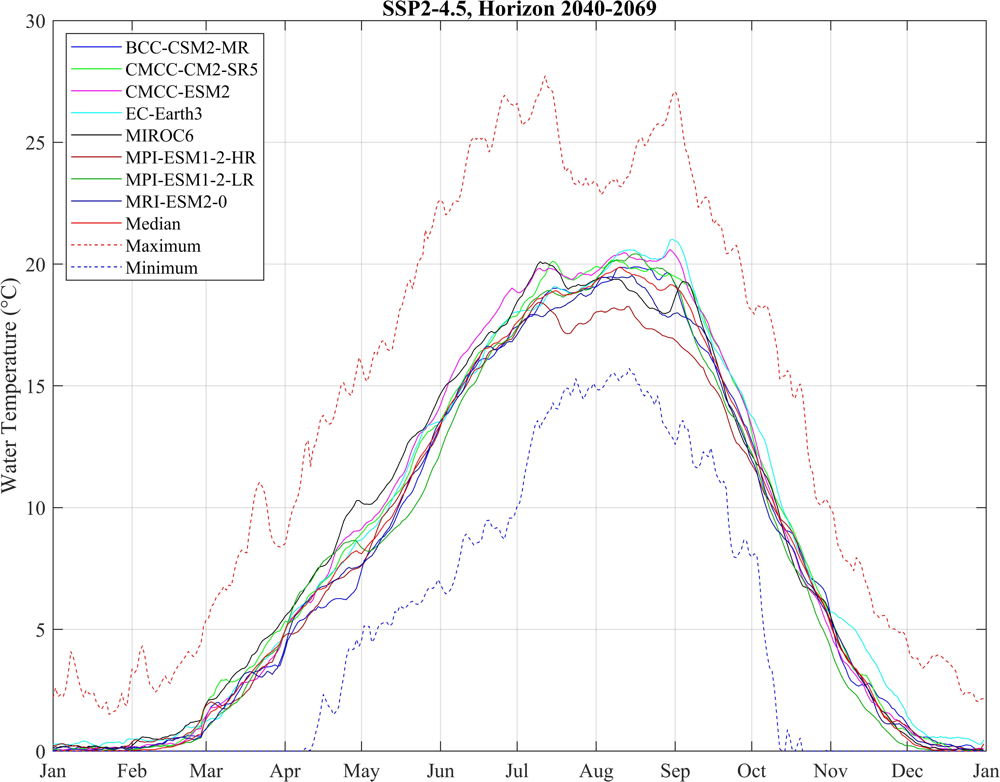 SSP2-4.5, Horizon 2040-2069
30
25
20
15
10
5
0
Water Temperature (°C)
BCC-CSM2-MR
CMCC-CM2-SR5
CMCC-ESM2
EC-Earth3
MIROC6
MPI-ESM1-2-HR
MPI-ESM1-2-LR
MRI-ESM2-0
Median
Maximum
Minimum
Jan Feb Mar Apr May Jun Jul Aug Sep Oct Nov Dec Jan